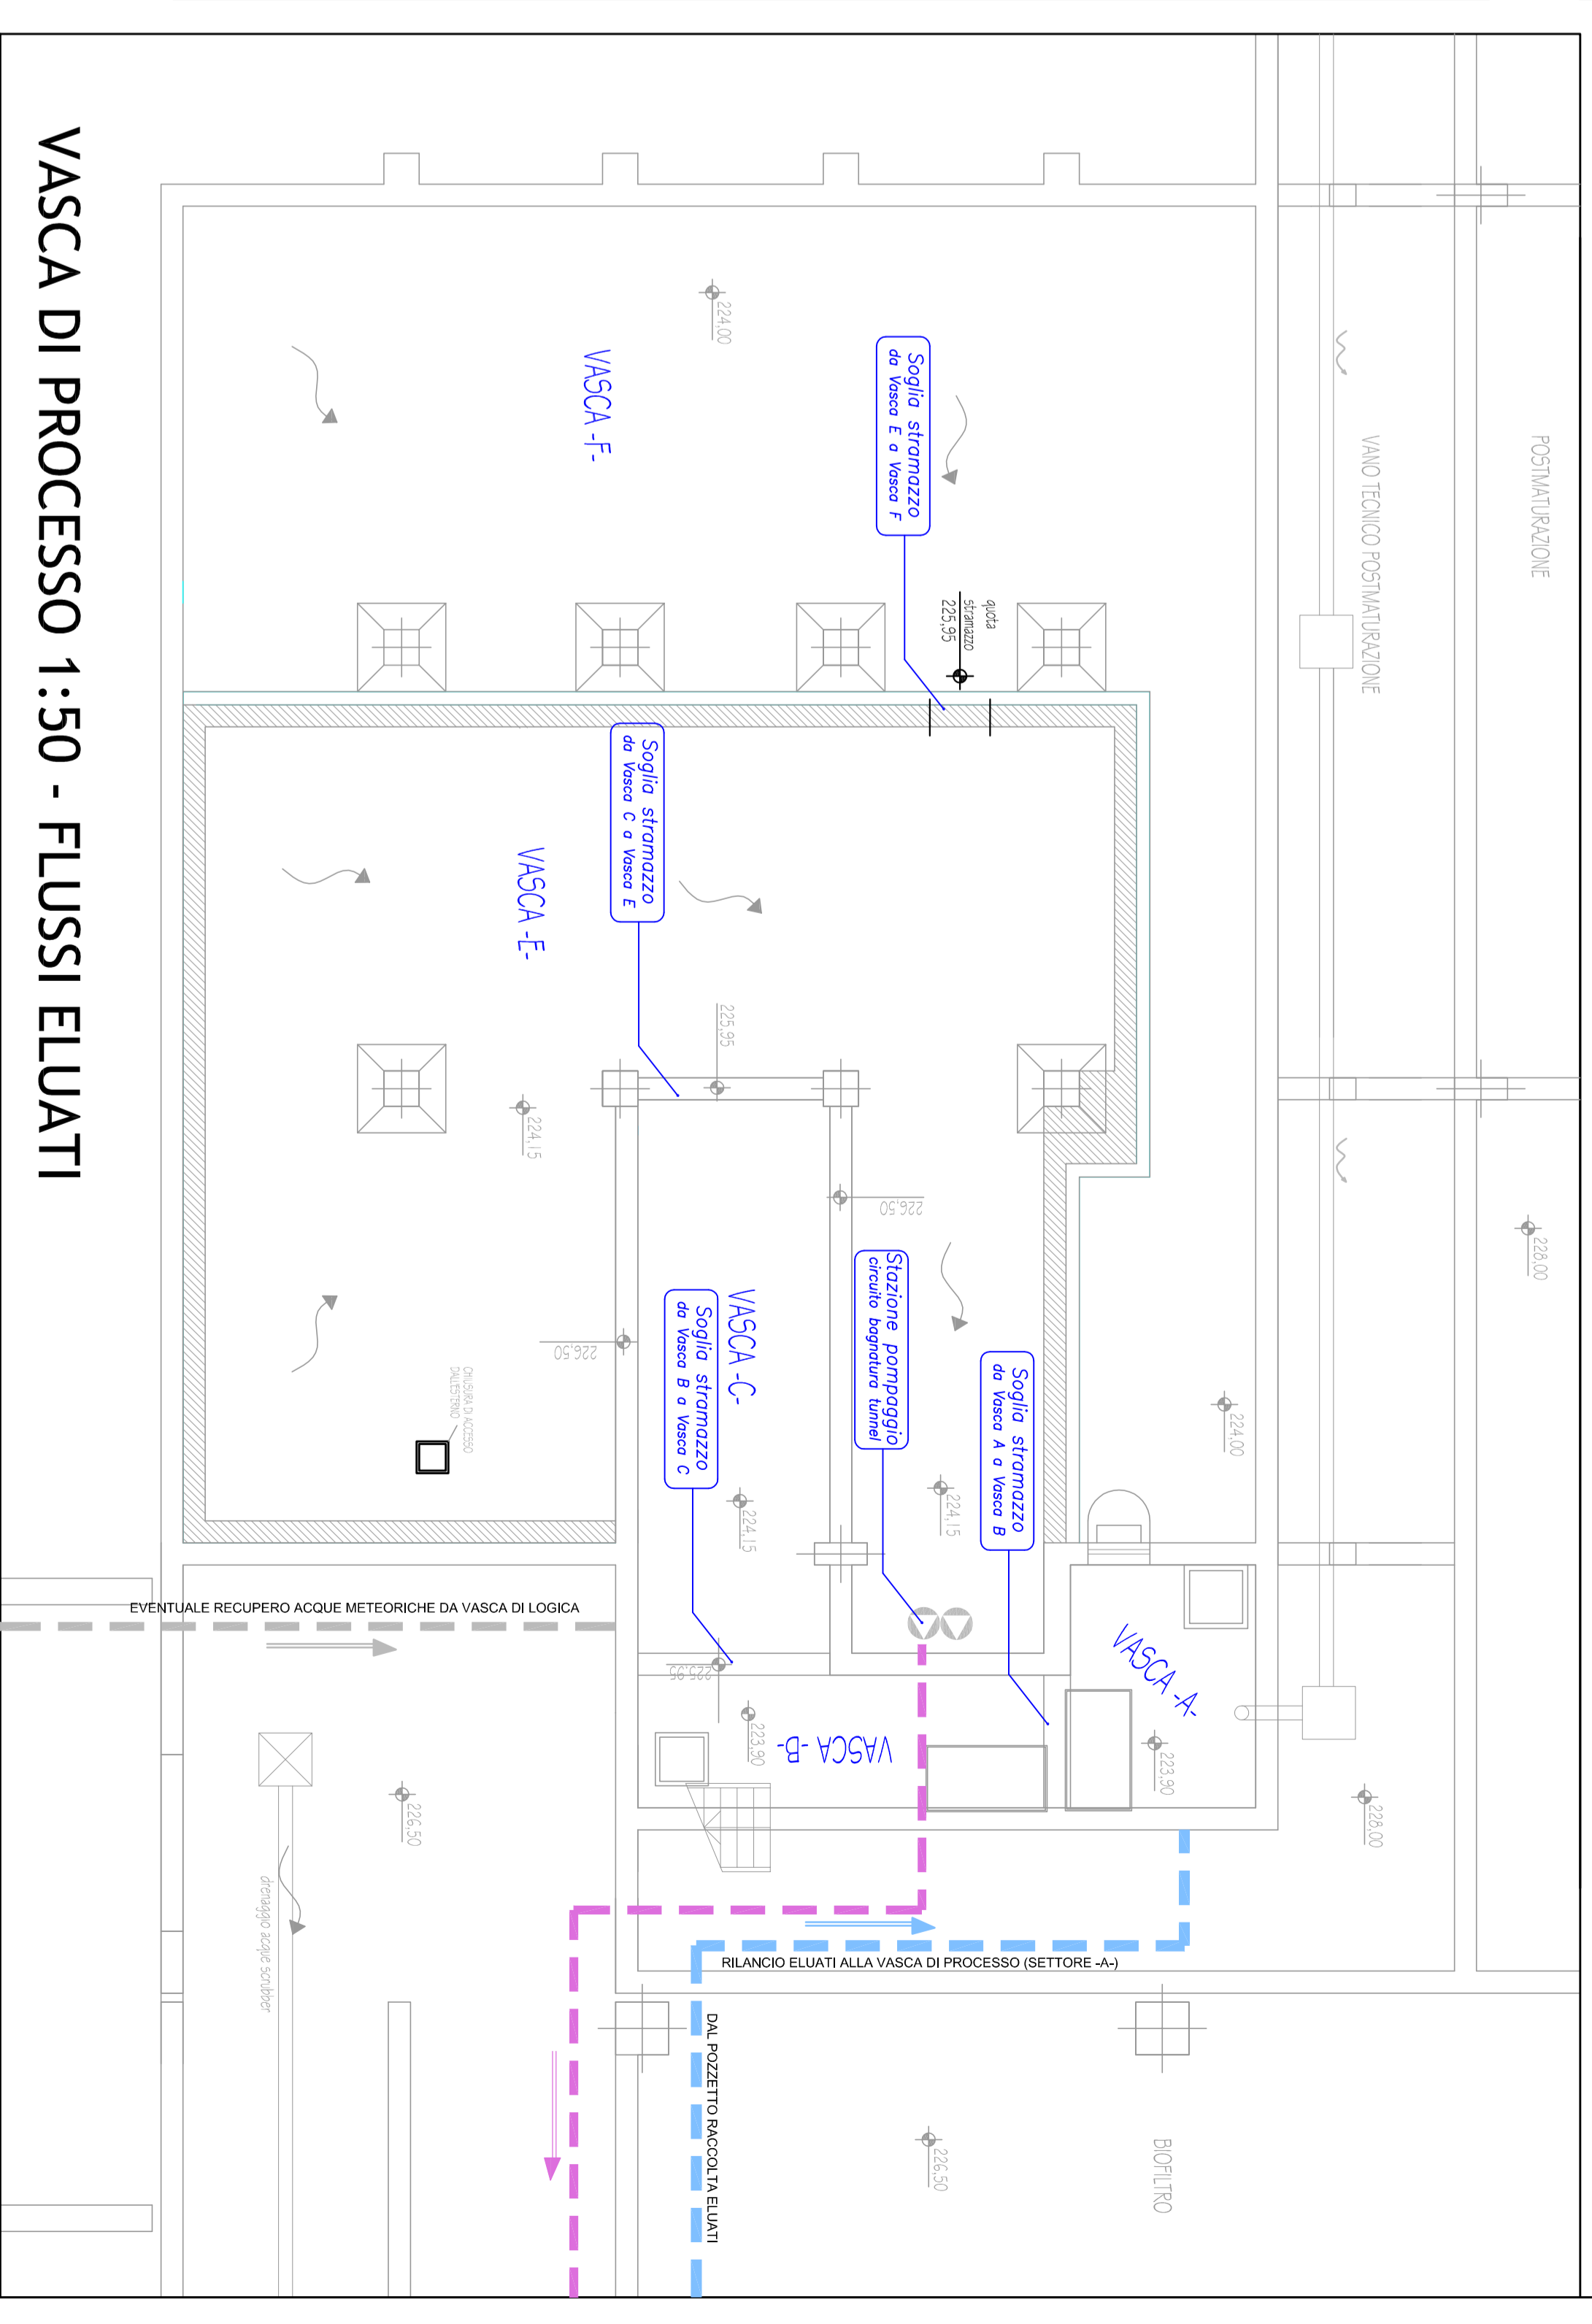 VASCA DI PROCESSO 1:50 - FLUSSI ELUATI
POSTMATURAZIONE
VANO TECNICO POSTMATURAZIONE
228,00
228,00
224,00
224,00
VASCA -F-
Soglia stramazzo
da Vasca E a Vasca F
quota
stramazzo
225,95
Soglia stramazzo
da Vasca C a Vasca E
VASCA -E-
225,95
224,15
226,50
226,50
Stazione pompaggio
circuito bagnatura tunnel
Soglia stramazzo
da Vasca A a Vasca B
VASCA -C-
Soglia stramazzo
da Vasca B a Vasca C
224,15
224,15
CHIUSURA DI ACCESSO
DALL'ESTERNO
VASCA -A-
223,90
VASCA -B-
223,90
225,95
EVENTUALE RECUPERO ACQUE METEORICHE DA VASCA DI LOGICA
226,50
drenaggio acque scrubber
RILANCIO ELUATI ALLA VASCA DI PROCESSO (SETTORE -A-)
DAL POZZETTO RACCOLTA ELUATI
226,50
BIOFILTRO